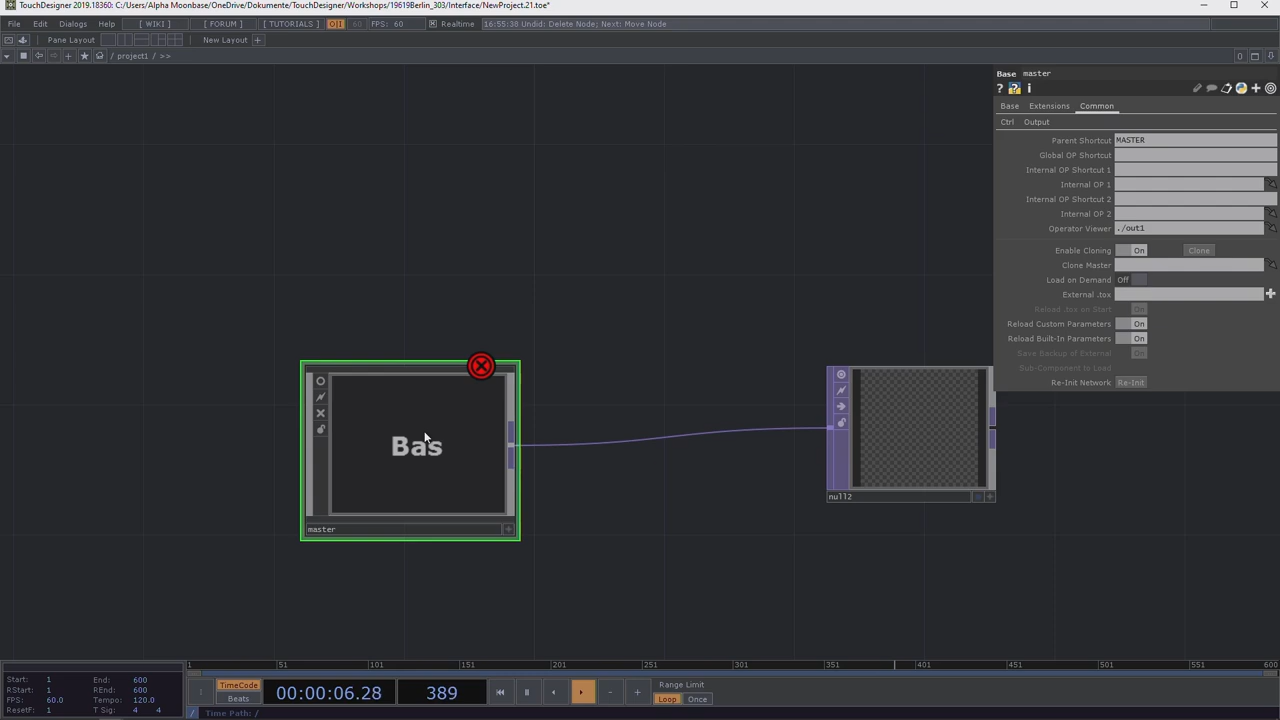 TouchDesigner 2019.18360: C:/Users/Alpha Moonbase/OneDrive/Dokumente/TouchDesigner/Workshops/19619Berlin_303/Interface/NewProject.21.toe*
File Edit Dialogs Help [ WIKI ] [ FORUM ] [ TUTORIALS ] O|I 60 FPS: 60 Realtime 16:55:38 Undid: Delete Node; Next: Move Node
Pane Layout New Layout +
/ project1 / >>
Base master
? ? i
Base Extensions Common
Ctrl Output
Parent Shortcut MASTER
Global OP Shortcut
Internal OP Shortcut 1
Internal OP 1
Internal OP Shortcut 2
Internal OP 2
Operator Viewer ./out1
Enable Cloning On Clone
Clone Master
Load on Demand Off
External .tox
Reload .tox on Start On
Reload Custom Parameters On
Reload Built-In Parameters On
Save Backup of External On
Sub-Component to Load
Re-Init Network Re-Init
Bas
master
null2
1 51 101 151 201 251 301 351 401 451 501 551 600
Start: 1 End: 600
RStart: 1 REnd: 600
FPS: 60.0 Tempo: 120.0
ResetF: 1 T Sig: 4 4
TimeCode
Beats
00:00:06.28 389
Range Limit
Loop Once
/ Time Path: /